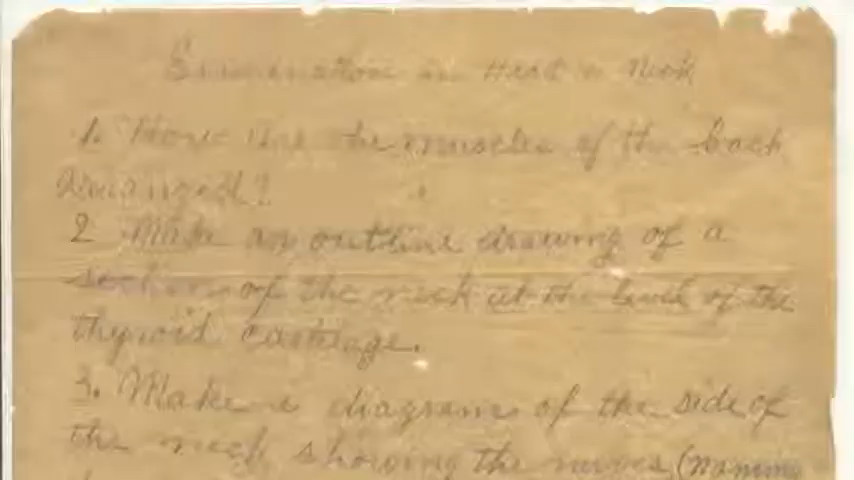 Examination in Head & Neck
1. How are the muscles of the back
arranged?
2 Make an outline drawing of a
section of the neck at the level of the
thyroid cartilage.
3. Make a diagram of the side of
the neck showing the nerves (naming